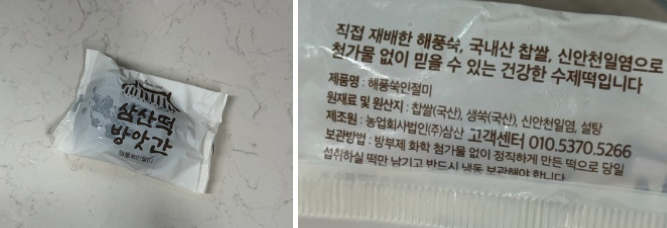 삼산떡
방앗간
해풍쑥인절미
직접 재배한 해풍쑥, 국내산 찹쌀, 신안천일염으로
첨가물 없이 믿을 수 있는 건강한 수제떡입니다
제품명 : 해풍쑥인절미
원재료 및 원산지 : 찹쌀(국산), 생쑥(국산), 신안천일염, 설탕
제조원 : 농업회사법인(주)삼산 고객센터 010.5370.5266
보관방법 : 방부제 화학 첨가물 없이 정직하게 만든 떡으로 당일
섭취하실 떡만 남기고 반드시 냉동 보관해야 합니다